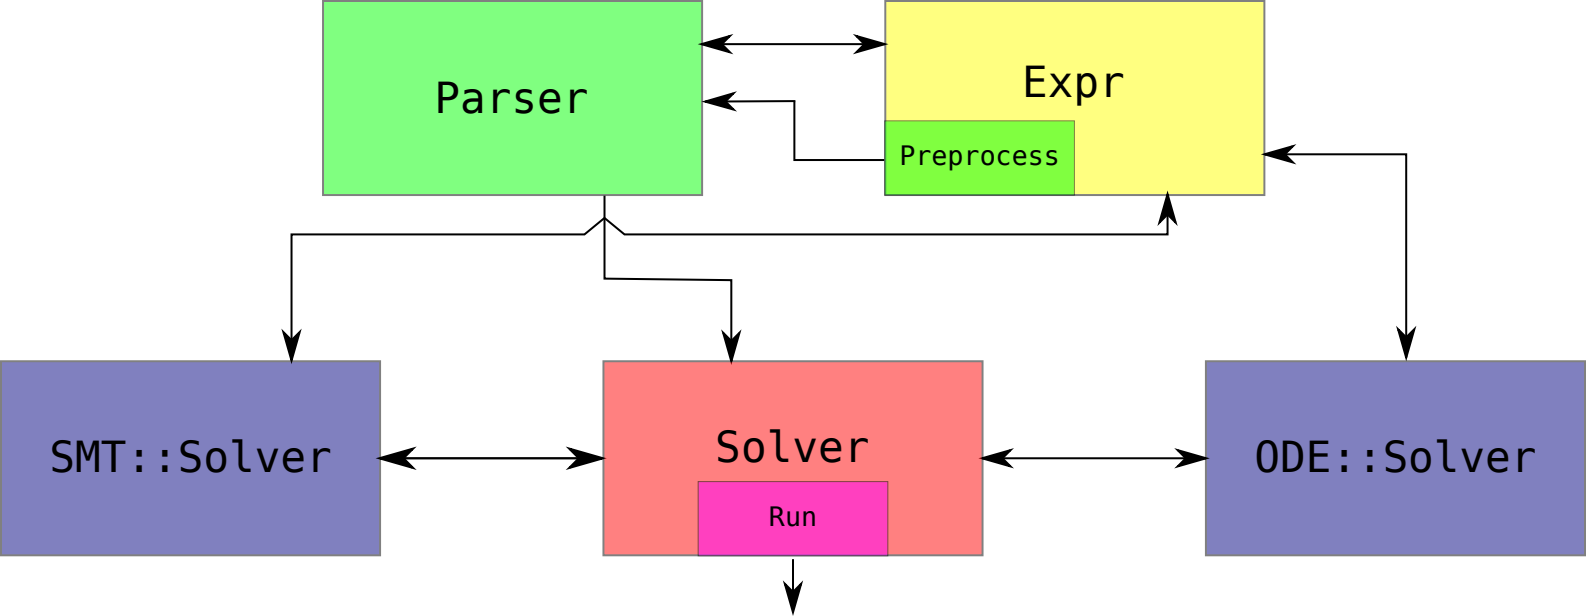 Parser
Expr
Preprocess
SMT::Solver
Solver
ODE::Solver
Run